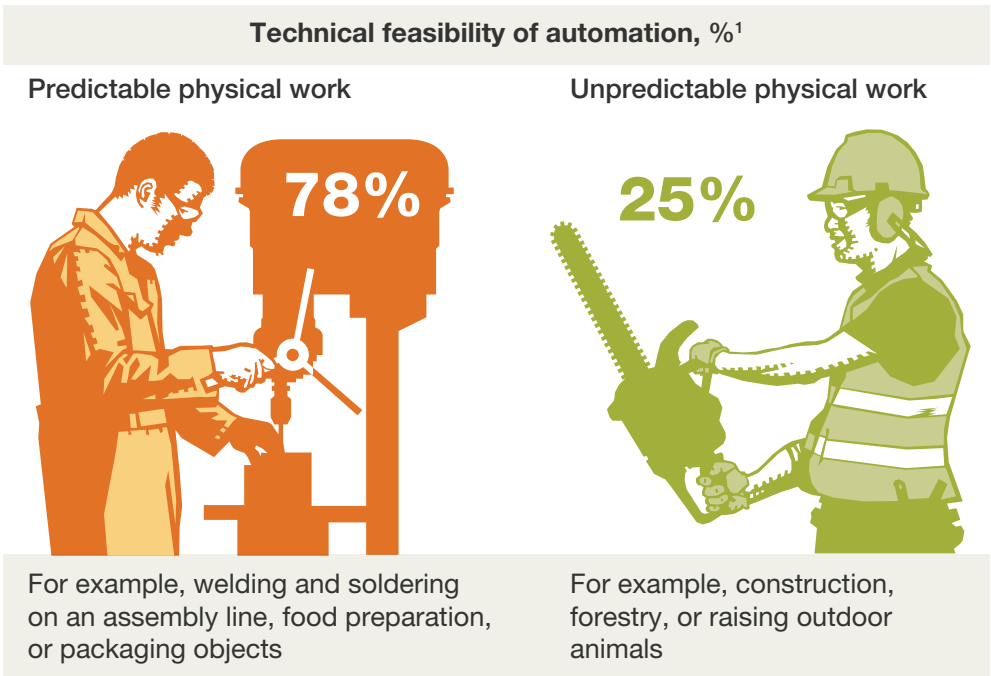 Technical feasibility of automation, %¹
Predictable physical work
78%
For example, welding and soldering
on an assembly line, food preparation,
or packaging objects
Unpredictable physical work
25%
For example, construction,
forestry, or raising outdoor
animals